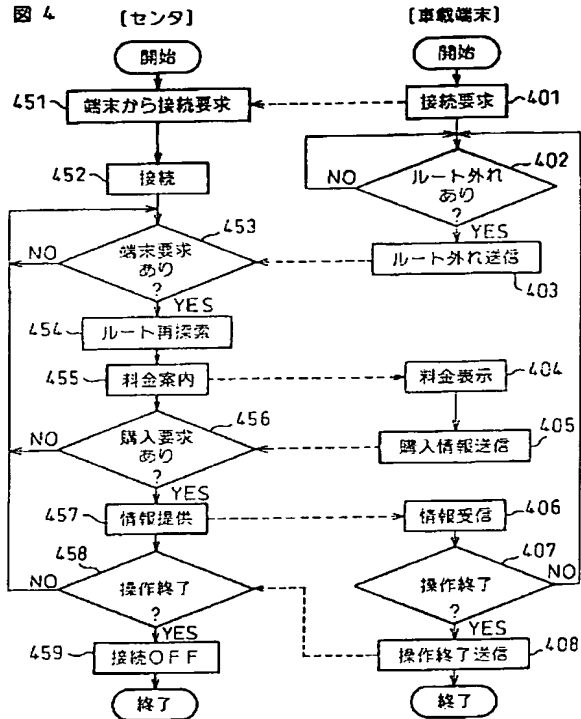 図 4
[センタ]
[車載端末]
開始
開始
451
端末から接続要求
接続要求
401
452
接続
402
ルート外れ
あり
?
NO
YES
453
端末要求
あり
?
NO
YES
ルート外れ送信
403
454
ルート再探索
455
料金案内
料金表示
404
456
購入要求
あり
?
NO
YES
購入情報送信
405
457
情報提供
情報受信
406
458
操作終了
?
NO
YES
407
操作終了
?
NO
YES
459
接続OFF
操作終了送信
408
終了
終了